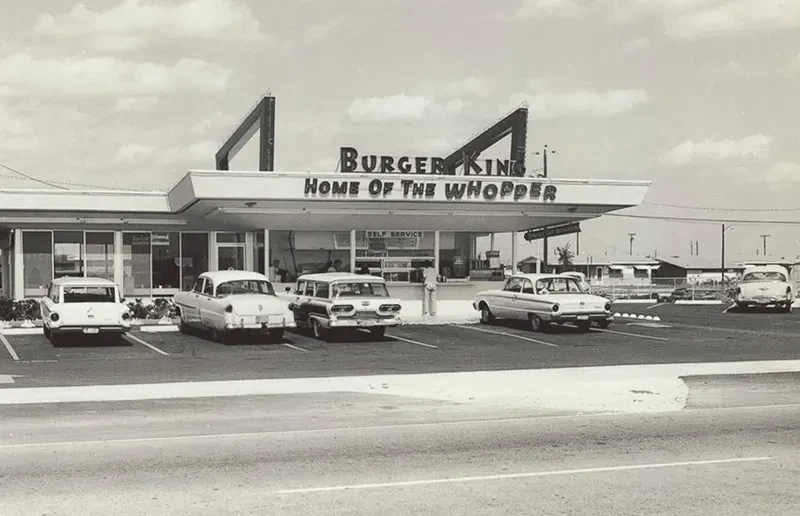 BURGER KING
HOME OF THE WHOPPER
SELF SERVICE